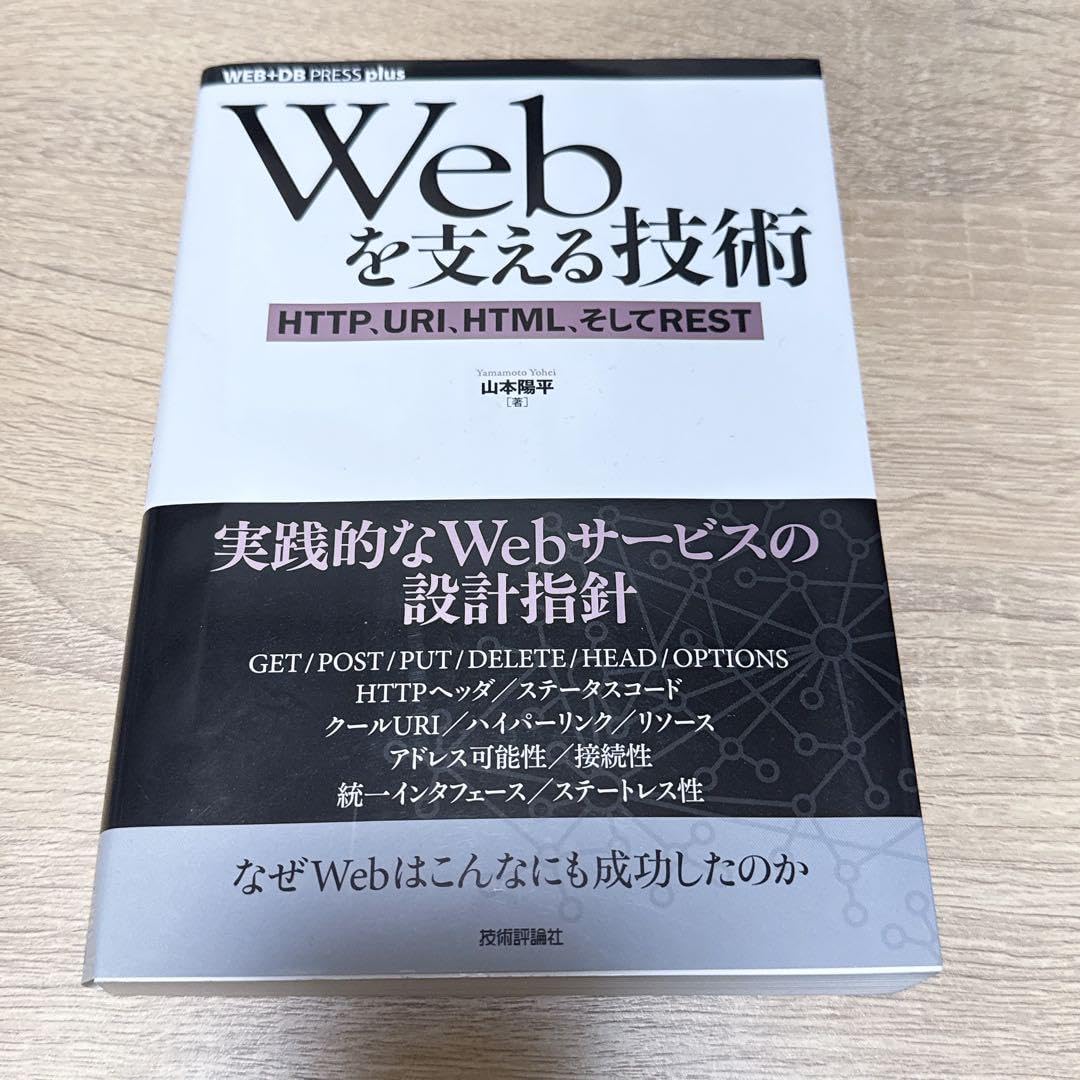 WEB+DB PRESS plus
Web
を支える技術
HTTP、URI、HTML、そしてREST
Yamamoto Yohei
山本陽平
[著]
実践的なWebサービスの
設計指針
GET/POST/PUT/DELETE/HEAD/OPTIONS
HTTPヘッダ/ステータスコード
クールURI/ハイパーリンク/リソース
アドレス可能性/接続性
統一インタフェース/ステートレス性
なぜWebはこんなにも成功したのか
技術評論社